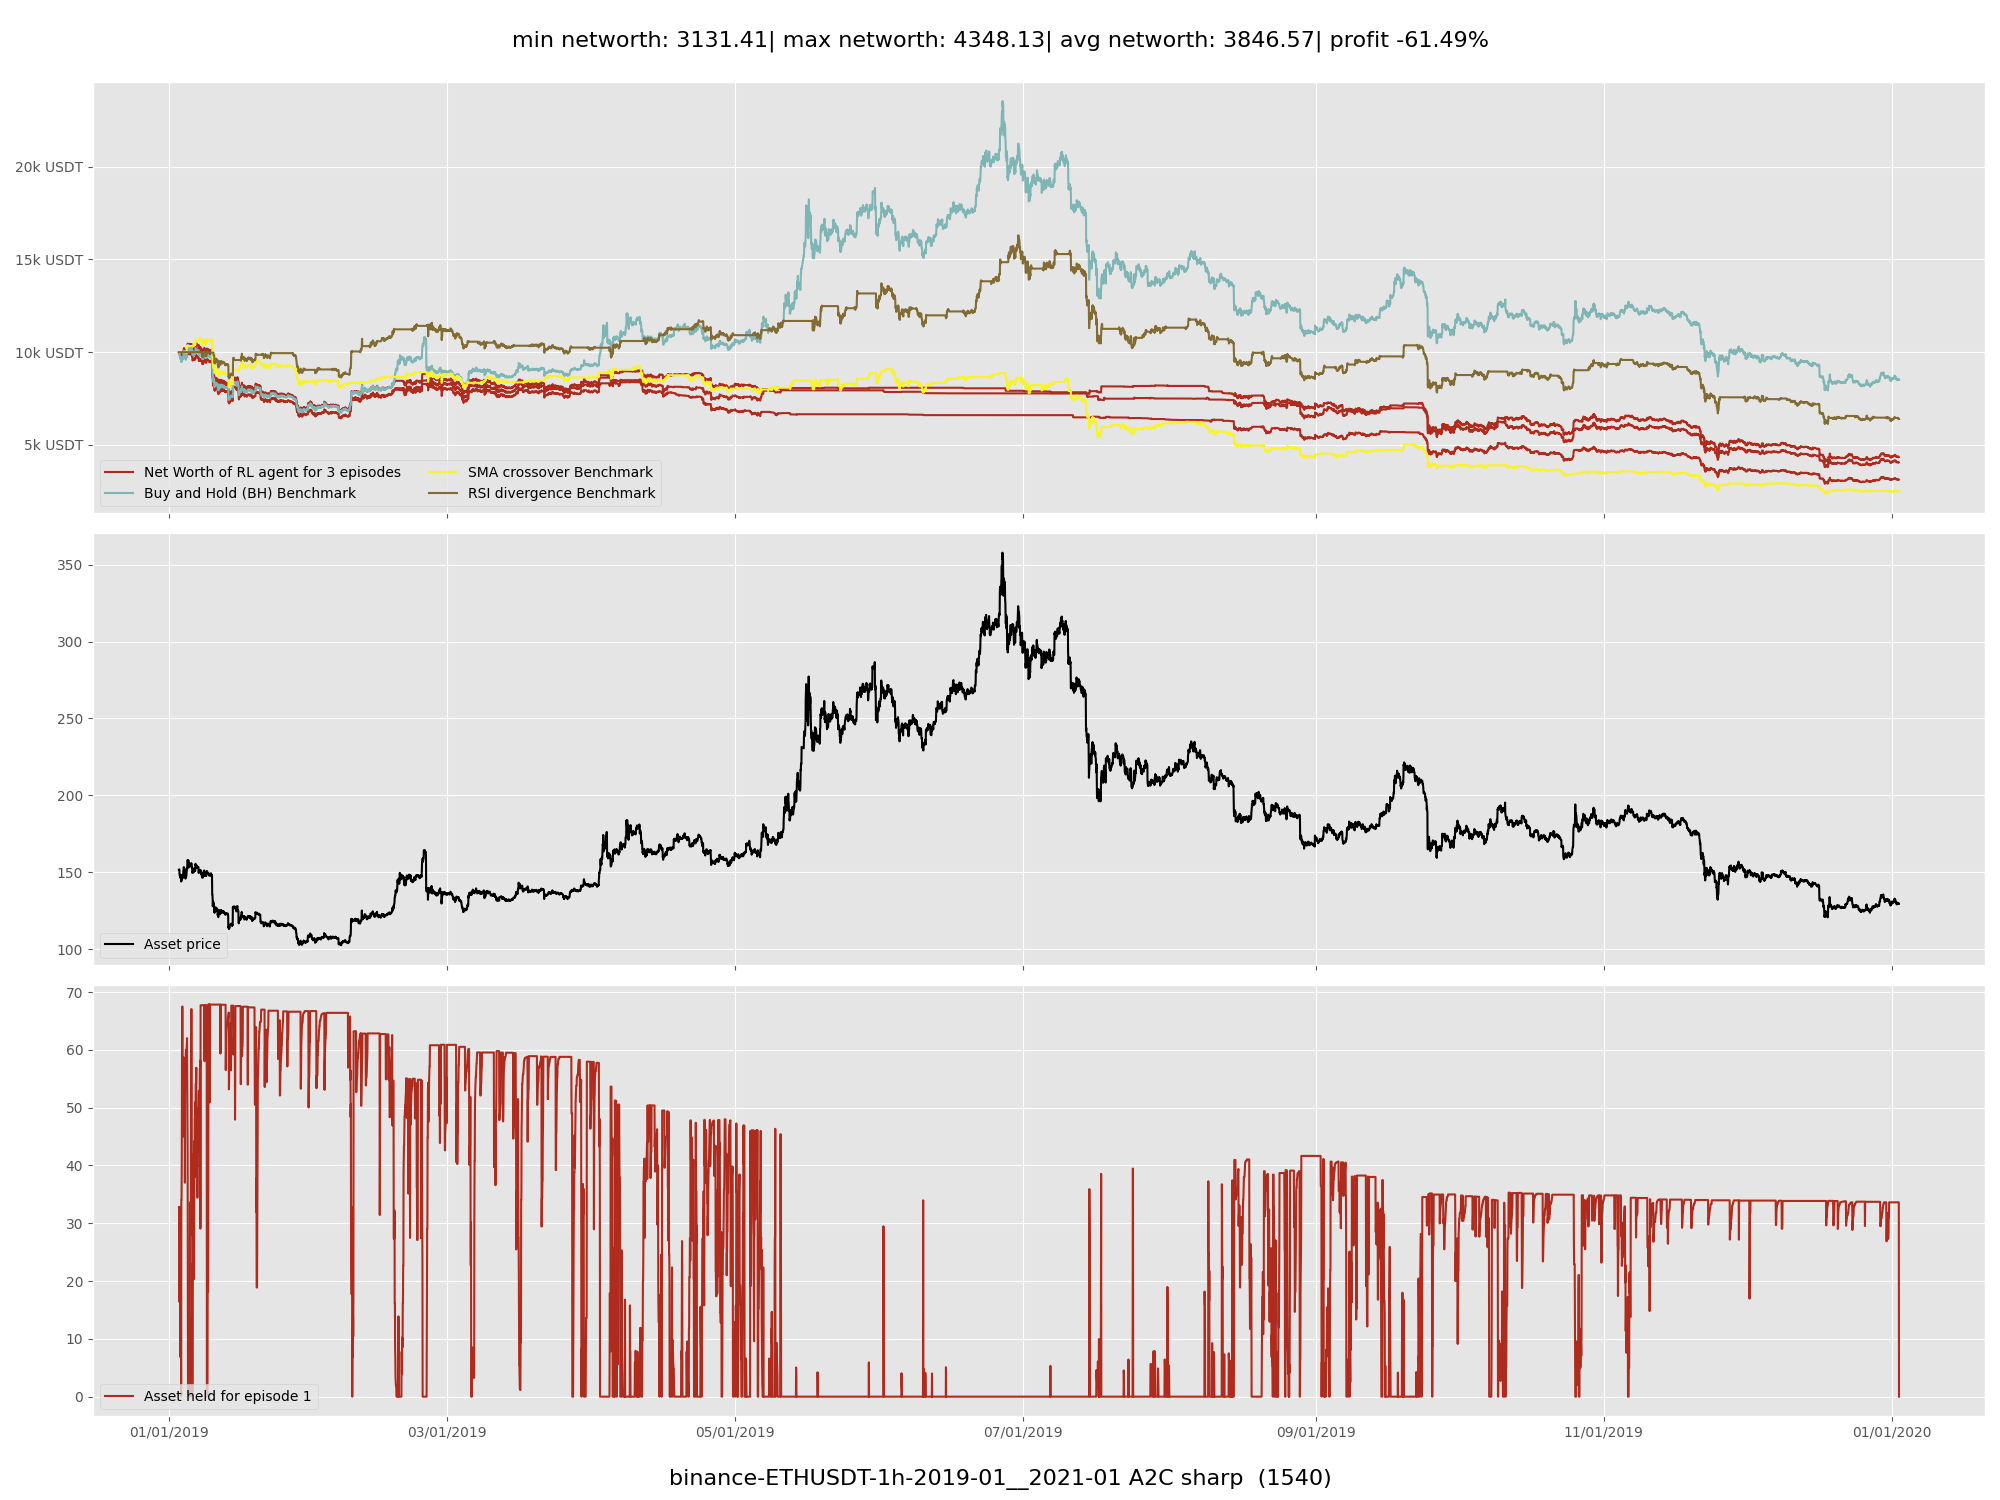 min networth: 3131.41| max networth: 4348.13| avg networth: 3846.57| profit -61.49%
20k USDT
15k USDT
10k USDT
5k USDT
Net Worth of RL agent for 3 episodes
Buy and Hold (BH) Benchmark
SMA crossover Benchmark
RSI divergence Benchmark
350
300
250
200
150
100
Asset price
70
60
50
40
30
20
10
0
Asset held for episode 1
01/01/2019
03/01/2019
05/01/2019
07/01/2019
09/01/2019
11/01/2019
01/01/2020
binance-ETHUSDT-1h-2019-01__2021-01 A2C sharp  (1540)